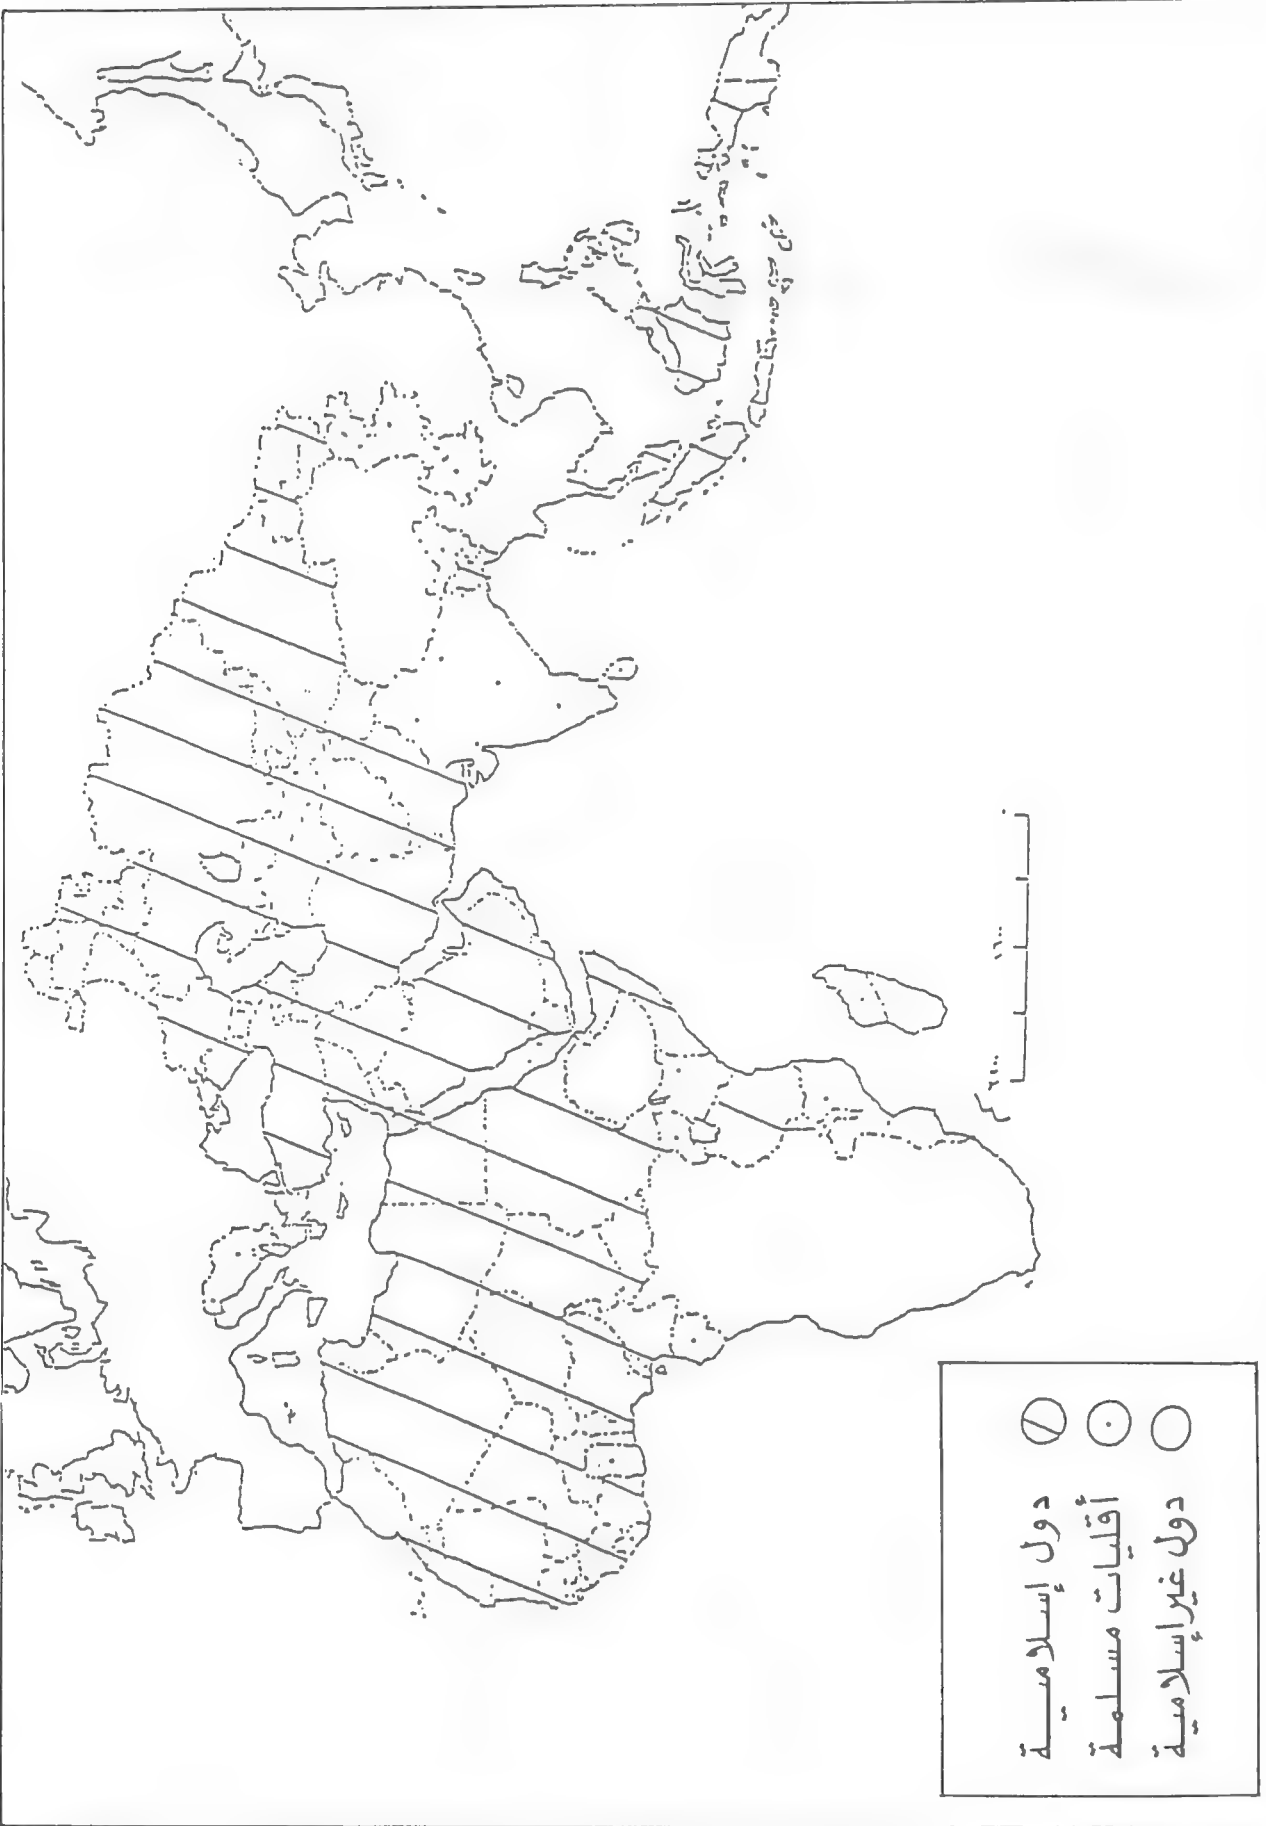 دول إسلامية
أقليات مسلمة
دول غير إسلامية